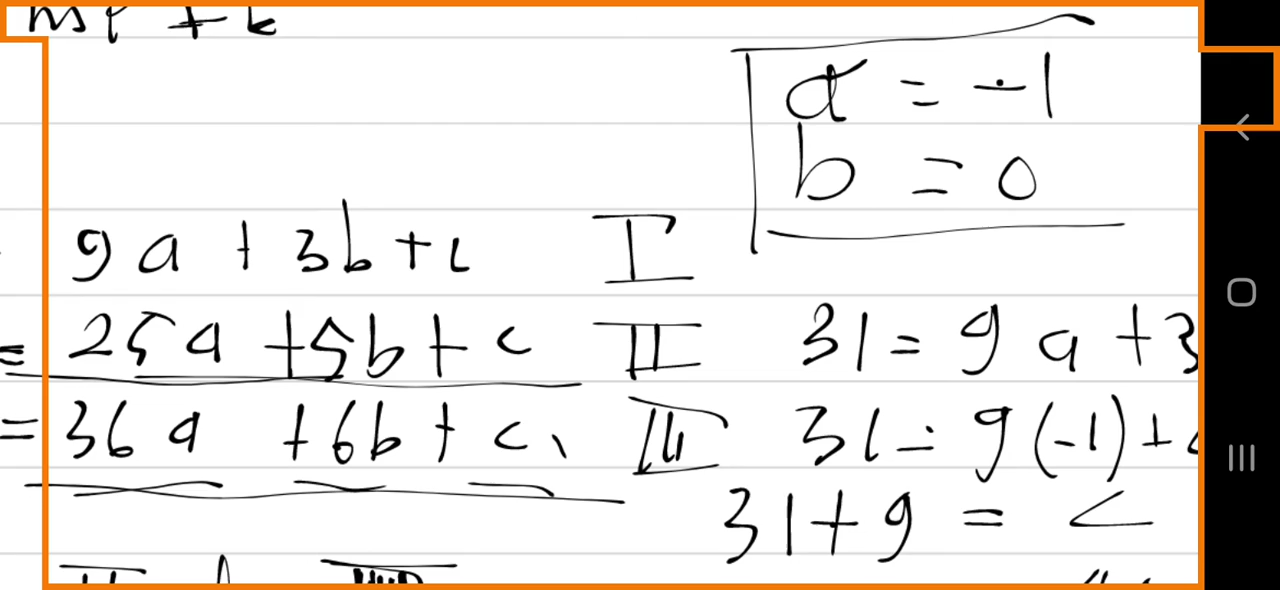 a = -1
b = 0
9a + 3b + c I
= 25a + 5b + c II 31 = 9a + 3
= 36a + 6b + c III 31 = 9(-1) +
31 + 9 = c